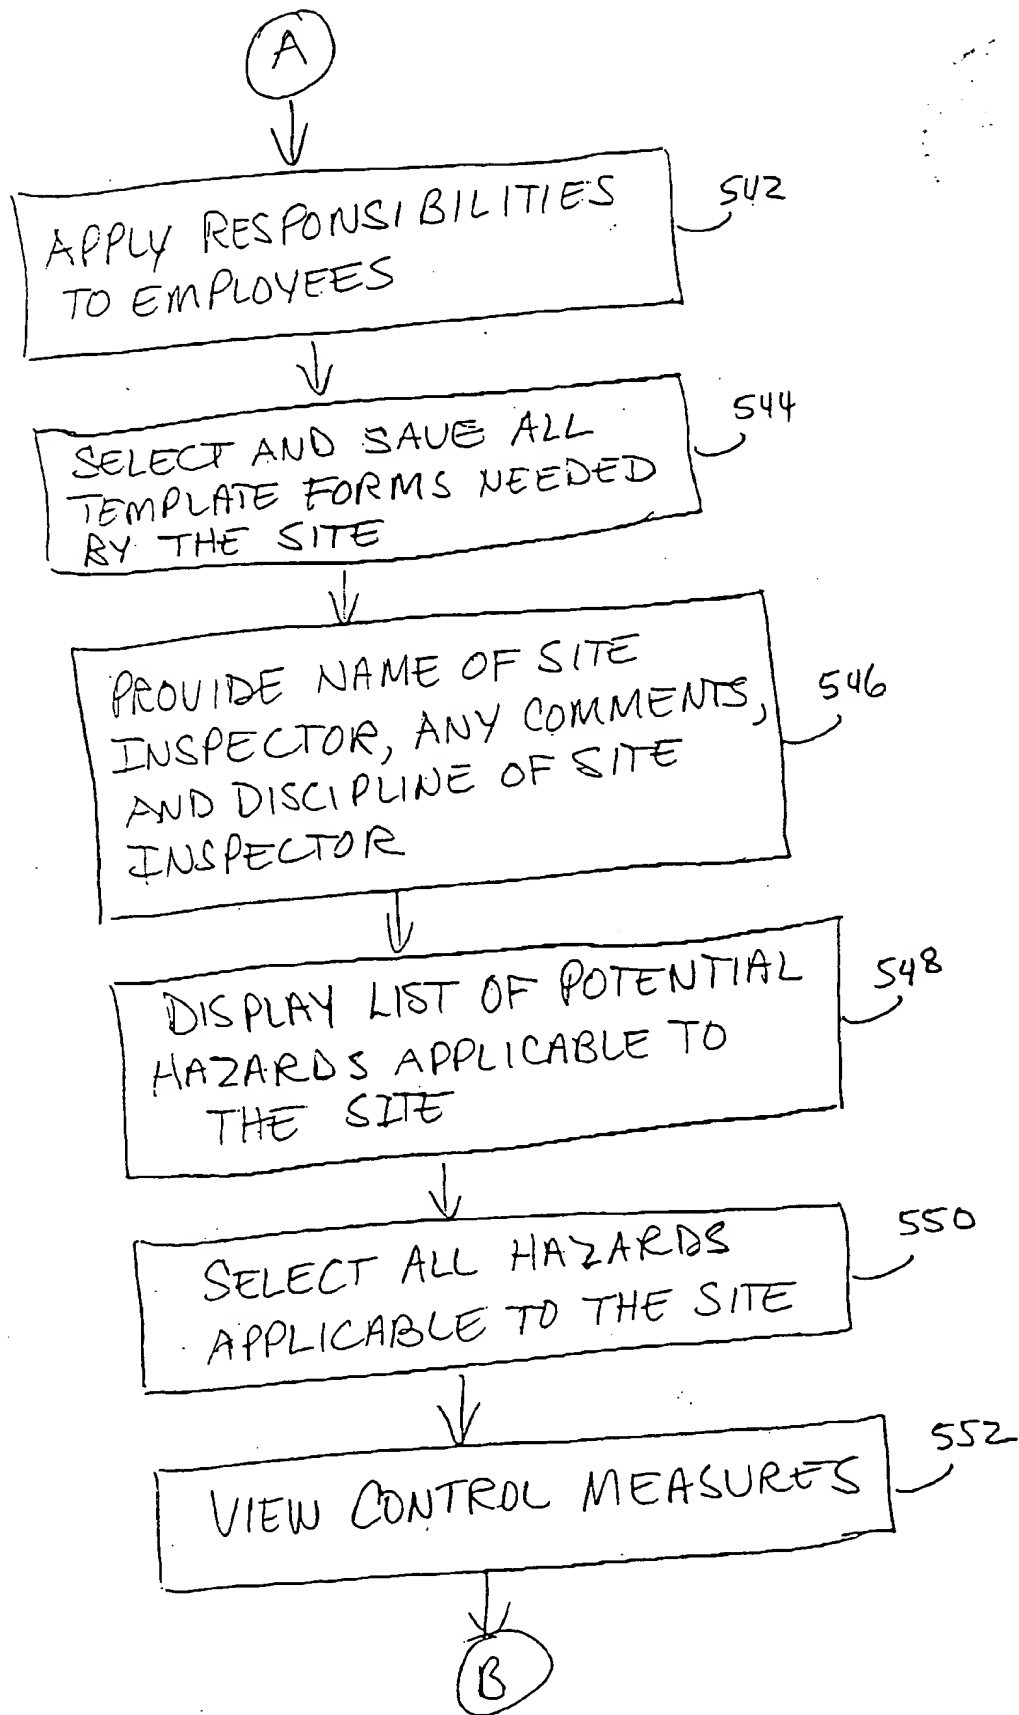 A
APPLY RESPONSIBILITIES
TO EMPLOYEES
542
SELECT AND SAVE ALL
TEMPLATE FORMS NEEDED
BY THE SITE
544
PROVIDE NAME OF SITE
INSPECTOR, ANY COMMENTS,
AND DISCIPLINE OF SITE
INSPECTOR
546
DISPLAY LIST OF POTENTIAL
HAZARDS APPLICABLE TO
THE SITE
548
SELECT ALL HAZARDS
APPLICABLE TO THE SITE
550
VIEW CONTROL MEASURES
552
B